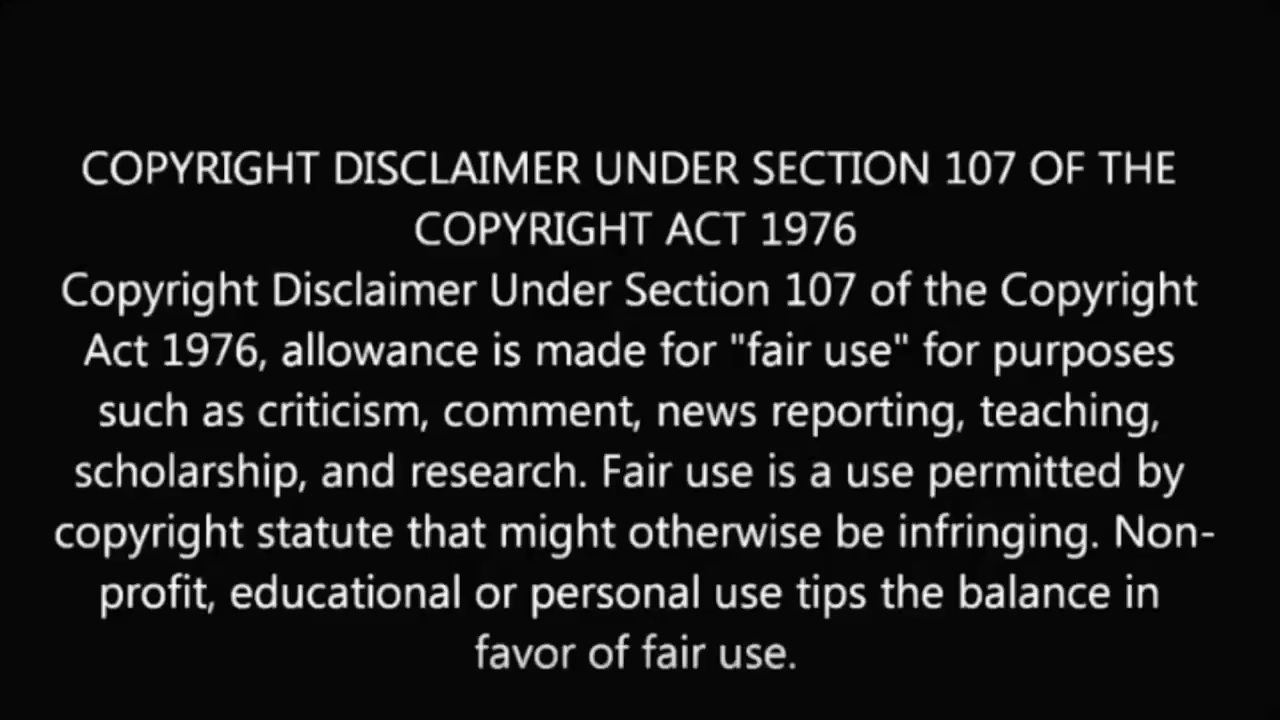 COPYRIGHT DISCLAIMER UNDER SECTION 107 OF THE
COPYRIGHT ACT 1976
Copyright Disclaimer Under Section 107 of the Copyright
Act 1976, allowance is made for "fair use" for purposes
such as criticism, comment, news reporting, teaching,
scholarship, and research. Fair use is a use permitted by
copyright statute that might otherwise be infringing. Non-
profit, educational or personal use tips the balance in
favor of fair use.